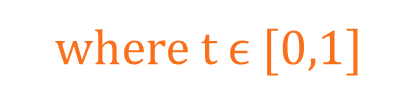 where t ϵ [0,1]